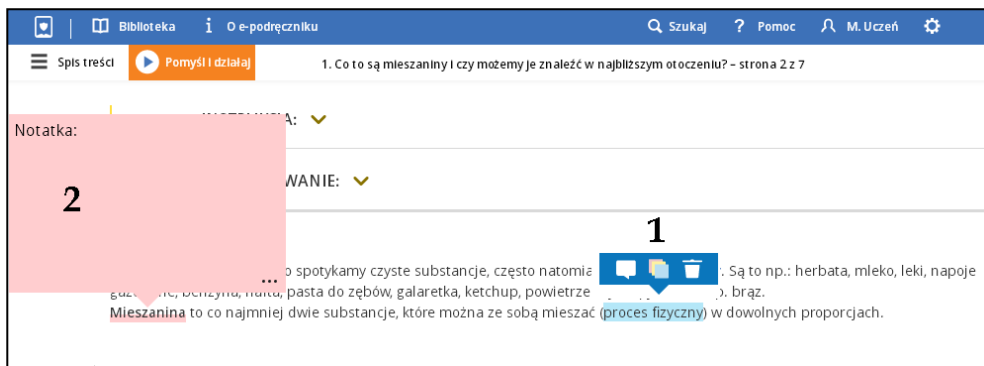 Biblioteka i O e-podręczniku Szukaj ? Pomoc M. Uczeń
Spis treści Pomyśl i działaj 1. Co to są mieszaniny i czy możemy je znaleźć w najbliższym otoczeniu? – strona 2 z 7
A:
Notatka:
WANIE:
2
1
...
o spotykamy czyste substancje, często natomia . Są to np.: herbata, mleko, leki, napoje
pasta do zębów, galaretka, ketchup, powietrze p. brąz.
Mieszanina to co najmniej dwie substancje, które można ze sobą mieszać (proces fizyczny) w dowolnych proporcjach.